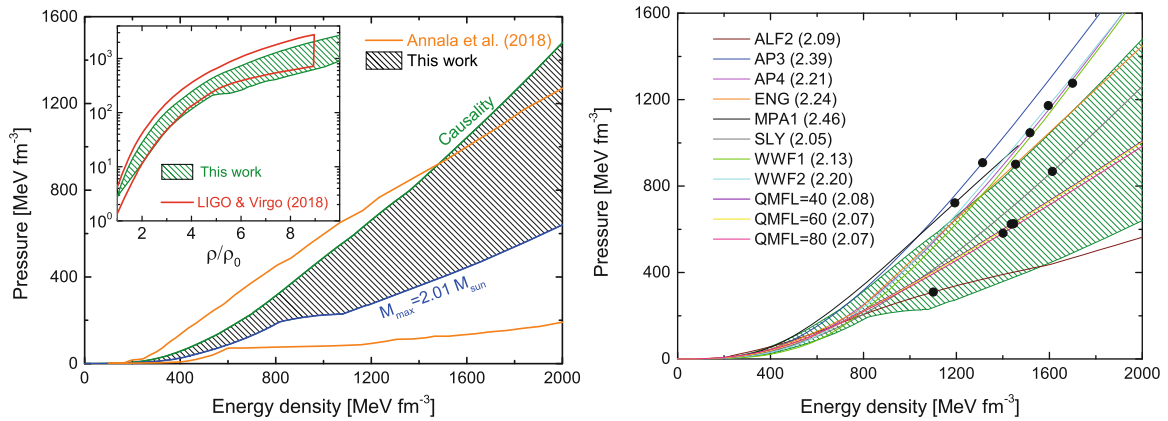 1600
1200
800
400
0
Pressure [MeV fm⁻³]
0 400 800 1200 1600 2000
Energy density [MeV fm⁻³]
Annala et al. (2018)
This work
Causality
M_max=2.01 M_sun
10³
10²
10¹
10⁰
2 4 6 8
ρ/ρ₀
This work
LIGO & Virgo (2018)
1600
1200
800
400
0
Pressure [MeV fm⁻³]
0 400 800 1200 1600 2000
Energy density [MeV fm⁻³]
ALF2 (2.09)
AP3 (2.39)
AP4 (2.21)
ENG (2.24)
MPA1 (2.46)
SLY (2.05)
WWF1 (2.13)
WWF2 (2.20)
QMFL=40 (2.08)
QMFL=60 (2.07)
QMFL=80 (2.07)